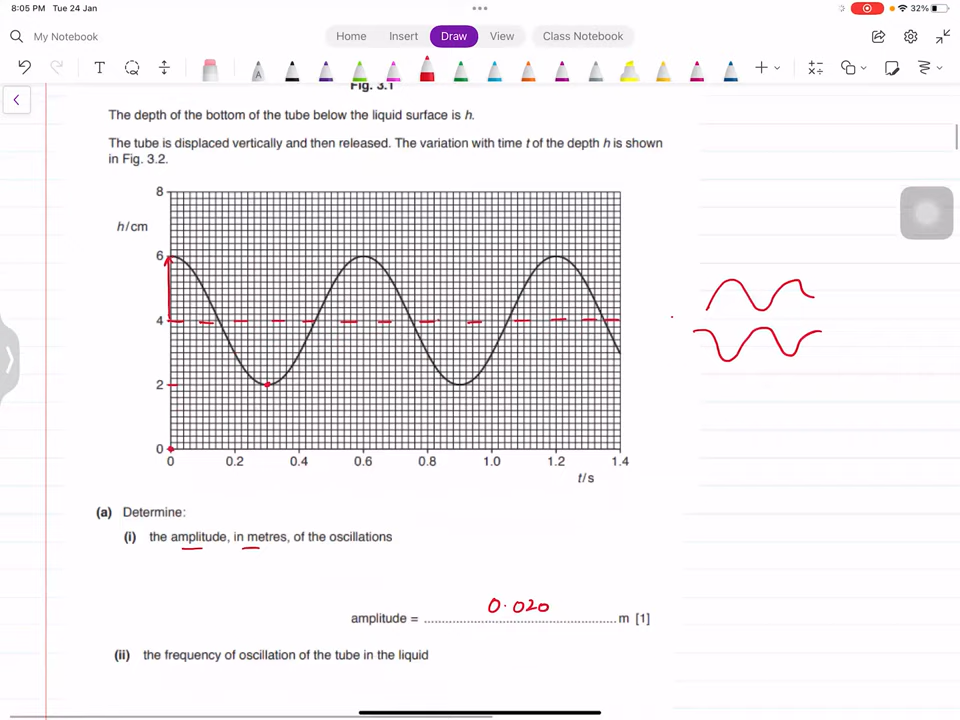 8:05 PM Tue 24 Jan
32%
My Notebook
Home Insert Draw View Class Notebook
Fig. 3.1
The depth of the bottom of the tube below the liquid surface is h.
The tube is displaced vertically and then released. The variation with time t of the depth h is shown
in Fig. 3.2.
8
h/cm
6
4
2
0
0 0.2 0.4 0.6 0.8 1.0 1.2 1.4
t/s
(a) Determine:
(i) the amplitude, in metres, of the oscillations
0.020
amplitude = ...................................................... m [1]
(ii) the frequency of oscillation of the tube in the liquid